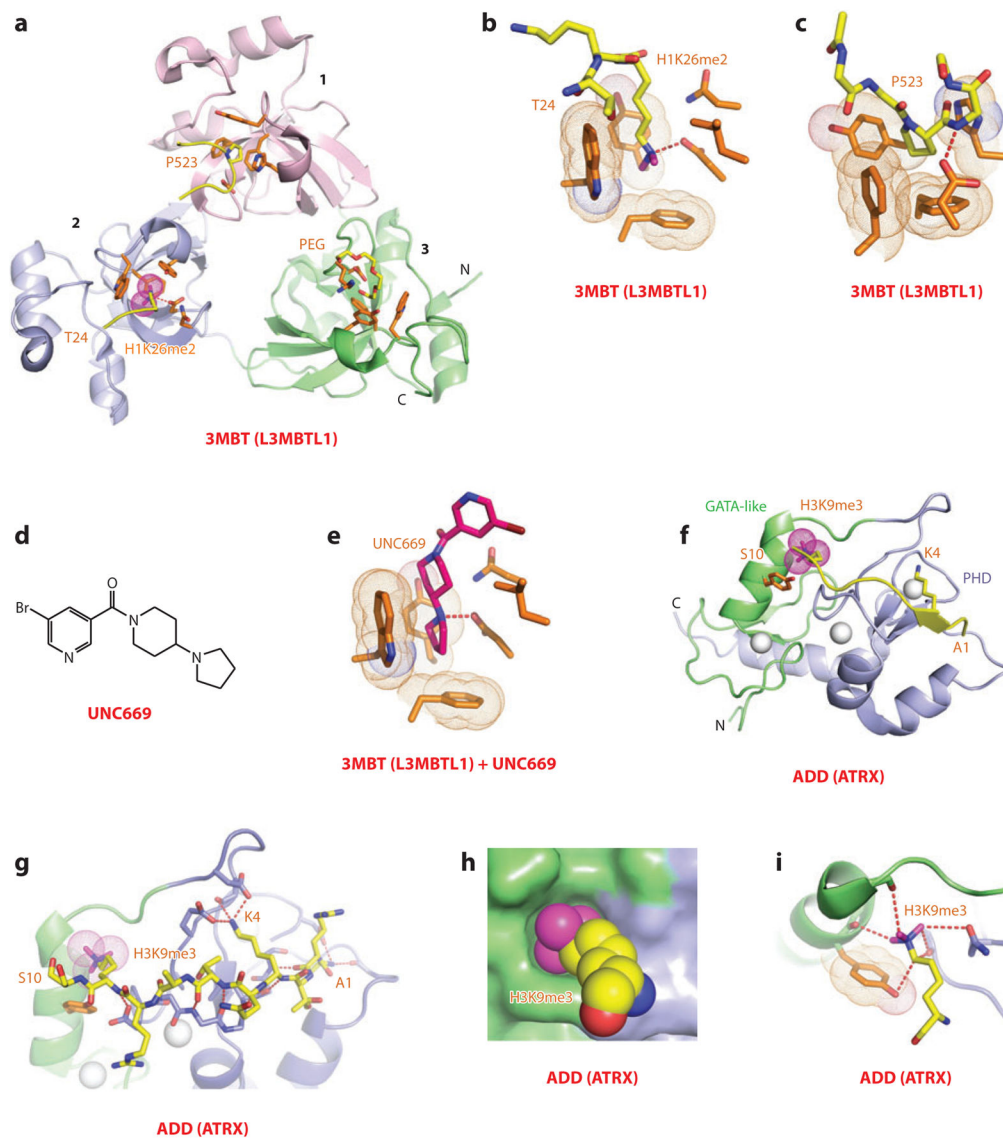 a
1
P523
2
3
PEG
N
T24
H1K26me2
C
3MBT (L3MBTL1)
b
H1K26me2
T24
3MBT (L3MBTL1)
c
P523
3MBT (L3MBTL1)
d
O
Br
N
N
N
UNC669
e
UNC669
3MBT (L3MBTL1) + UNC669
f
GATA-like
H3K9me3
S10
K4
PHD
C
A1
N
ADD (ATRX)
g
K4
H3K9me3
S10
A1
ADD (ATRX)
h
H3K9me3
ADD (ATRX)
i
H3K9me3
ADD (ATRX)